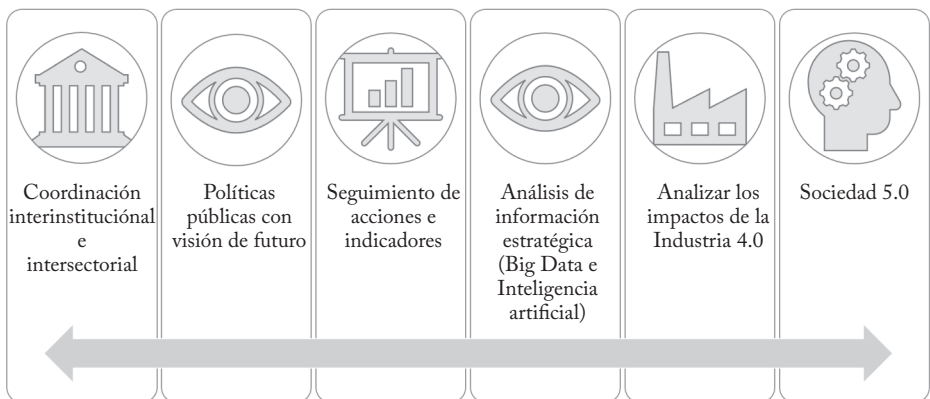 Coordinación
interinstituciónal
e
intersectorial
Políticas
públicas con
visión de futuro
Seguimiento de
acciones e
indicadores
Análisis de
información
estratégica
(Big Data e
Inteligencia
artificial)
Analizar los
impactos de la
Industria 4.0
Sociedad 5.0